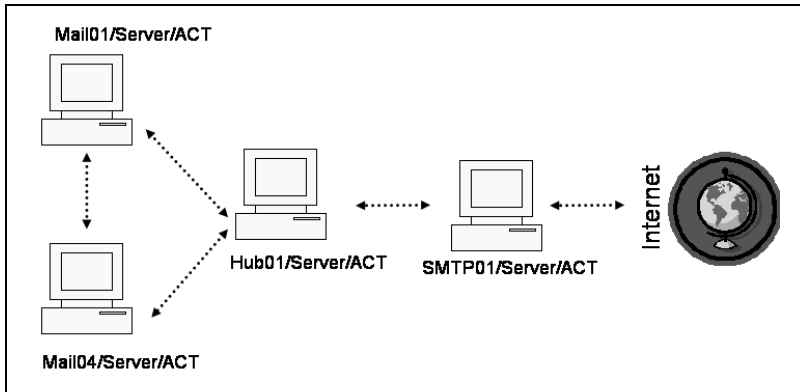 Mail01/Server/ACT
Hub01/Server/ACT
SMTP01/Server/ACT
Internet
Mail04/Server/ACT